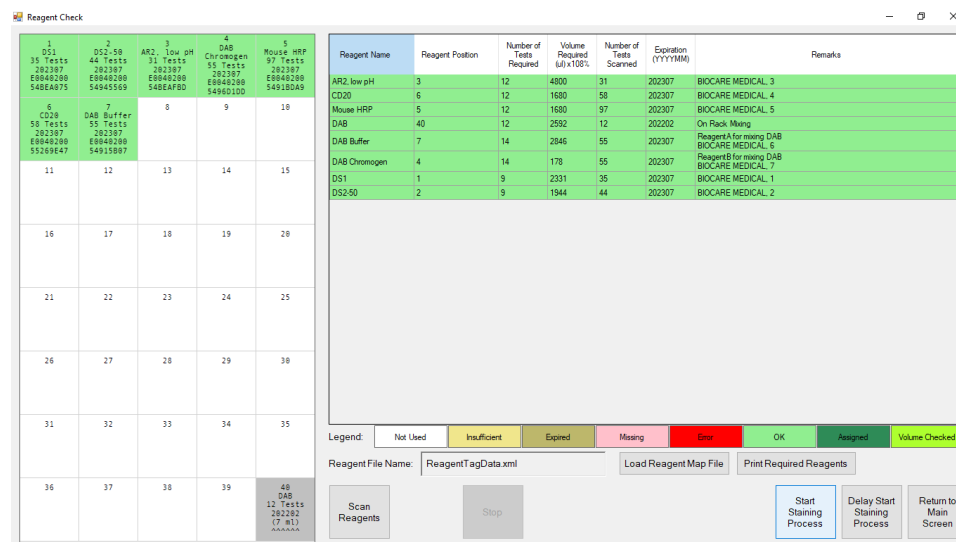 Reagent Check
1
DS1
35 Tests
202307
E0040200
54BEA075
2
DS2-50
44 Tests
202307
E0040200
54945569
3
AR2, low pH
31 Tests
202307
E0040200
54BEAFBD
4
DAB
Chromogen
55 Tests
202307
E0040200
5496D1DD
5
Mouse HRP
97 Tests
202307
E0040200
5491BDA9
6
CD20
58 Tests
202307
E0040200
55269E47
7
DAB Buffer
55 Tests
202307
E0040200
54915B07
8
9
10
11
12
13
14
15
16
17
18
19
20
21
22
23
24
25
26
27
28
29
30
31
32
33
34
35
36
37
38
39
40
DAB
12 Tests
202202
(7 ml)
^^^^^^
Reagent Name Reagent Position Number of Tests Required Volume Required (ul) x108% Number of Tests Scanned Expiration (YYYYMM) Remarks
AR2, low pH 3 12 4800 31 202307 BIOCARE MEDICAL, 3
CD20 6 12 1680 58 202307 BIOCARE MEDICAL, 4
Mouse HRP 5 12 1680 97 202307 BIOCARE MEDICAL, 5
DAB 40 12 2592 12 202202 On Rack Mixing
DAB Buffer 7 14 2846 55 202307 Reagent A for mixing DAB
BIOCARE MEDICAL, 6
DAB Chromogen 4 14 178 55 202307 Reagent B for mixing DAB
BIOCARE MEDICAL, 7
DS1 1 9 2331 35 202307 BIOCARE MEDICAL, 1
DS2-50 2 9 1944 44 202307 BIOCARE MEDICAL, 2
Legend: Not Used Insufficient Expired Missing Error OK Assigned Volume Checked
Reagent File Name: ReagentTagData.xml Load Reagent Map File Print Required Reagents
Scan
Reagents
Stop
Start
Staining
Process
Delay Start
Staining
Process
Return to
Main
Screen